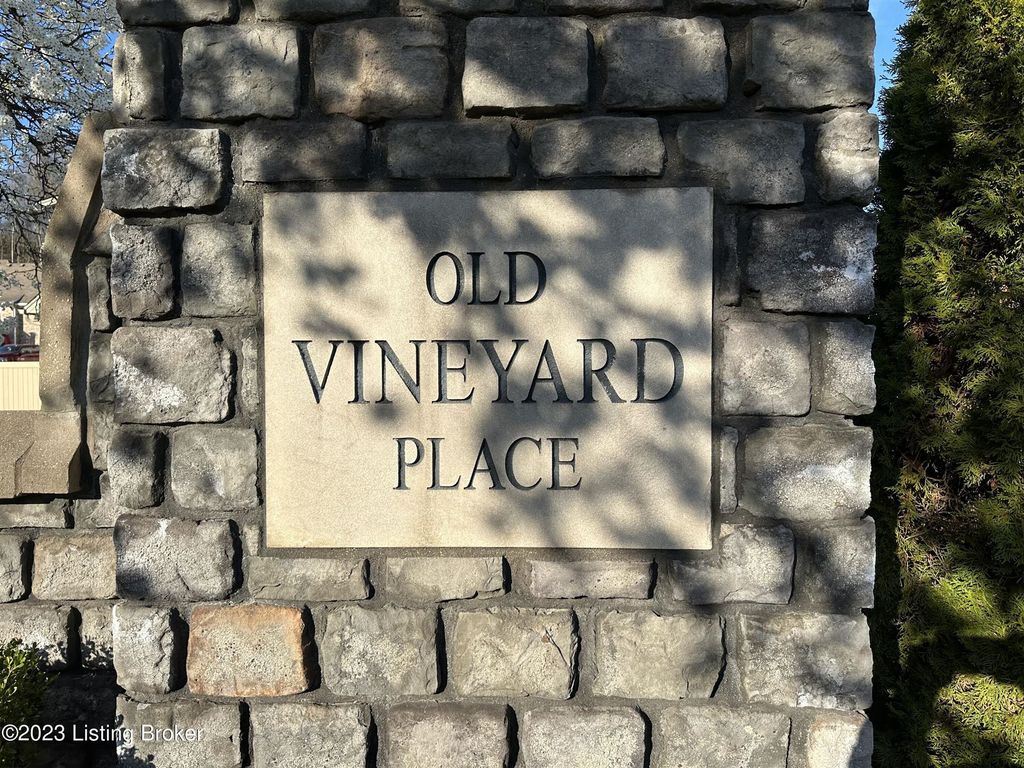 OLD
VINEYARD
PLACE
©2023 Listing Broker